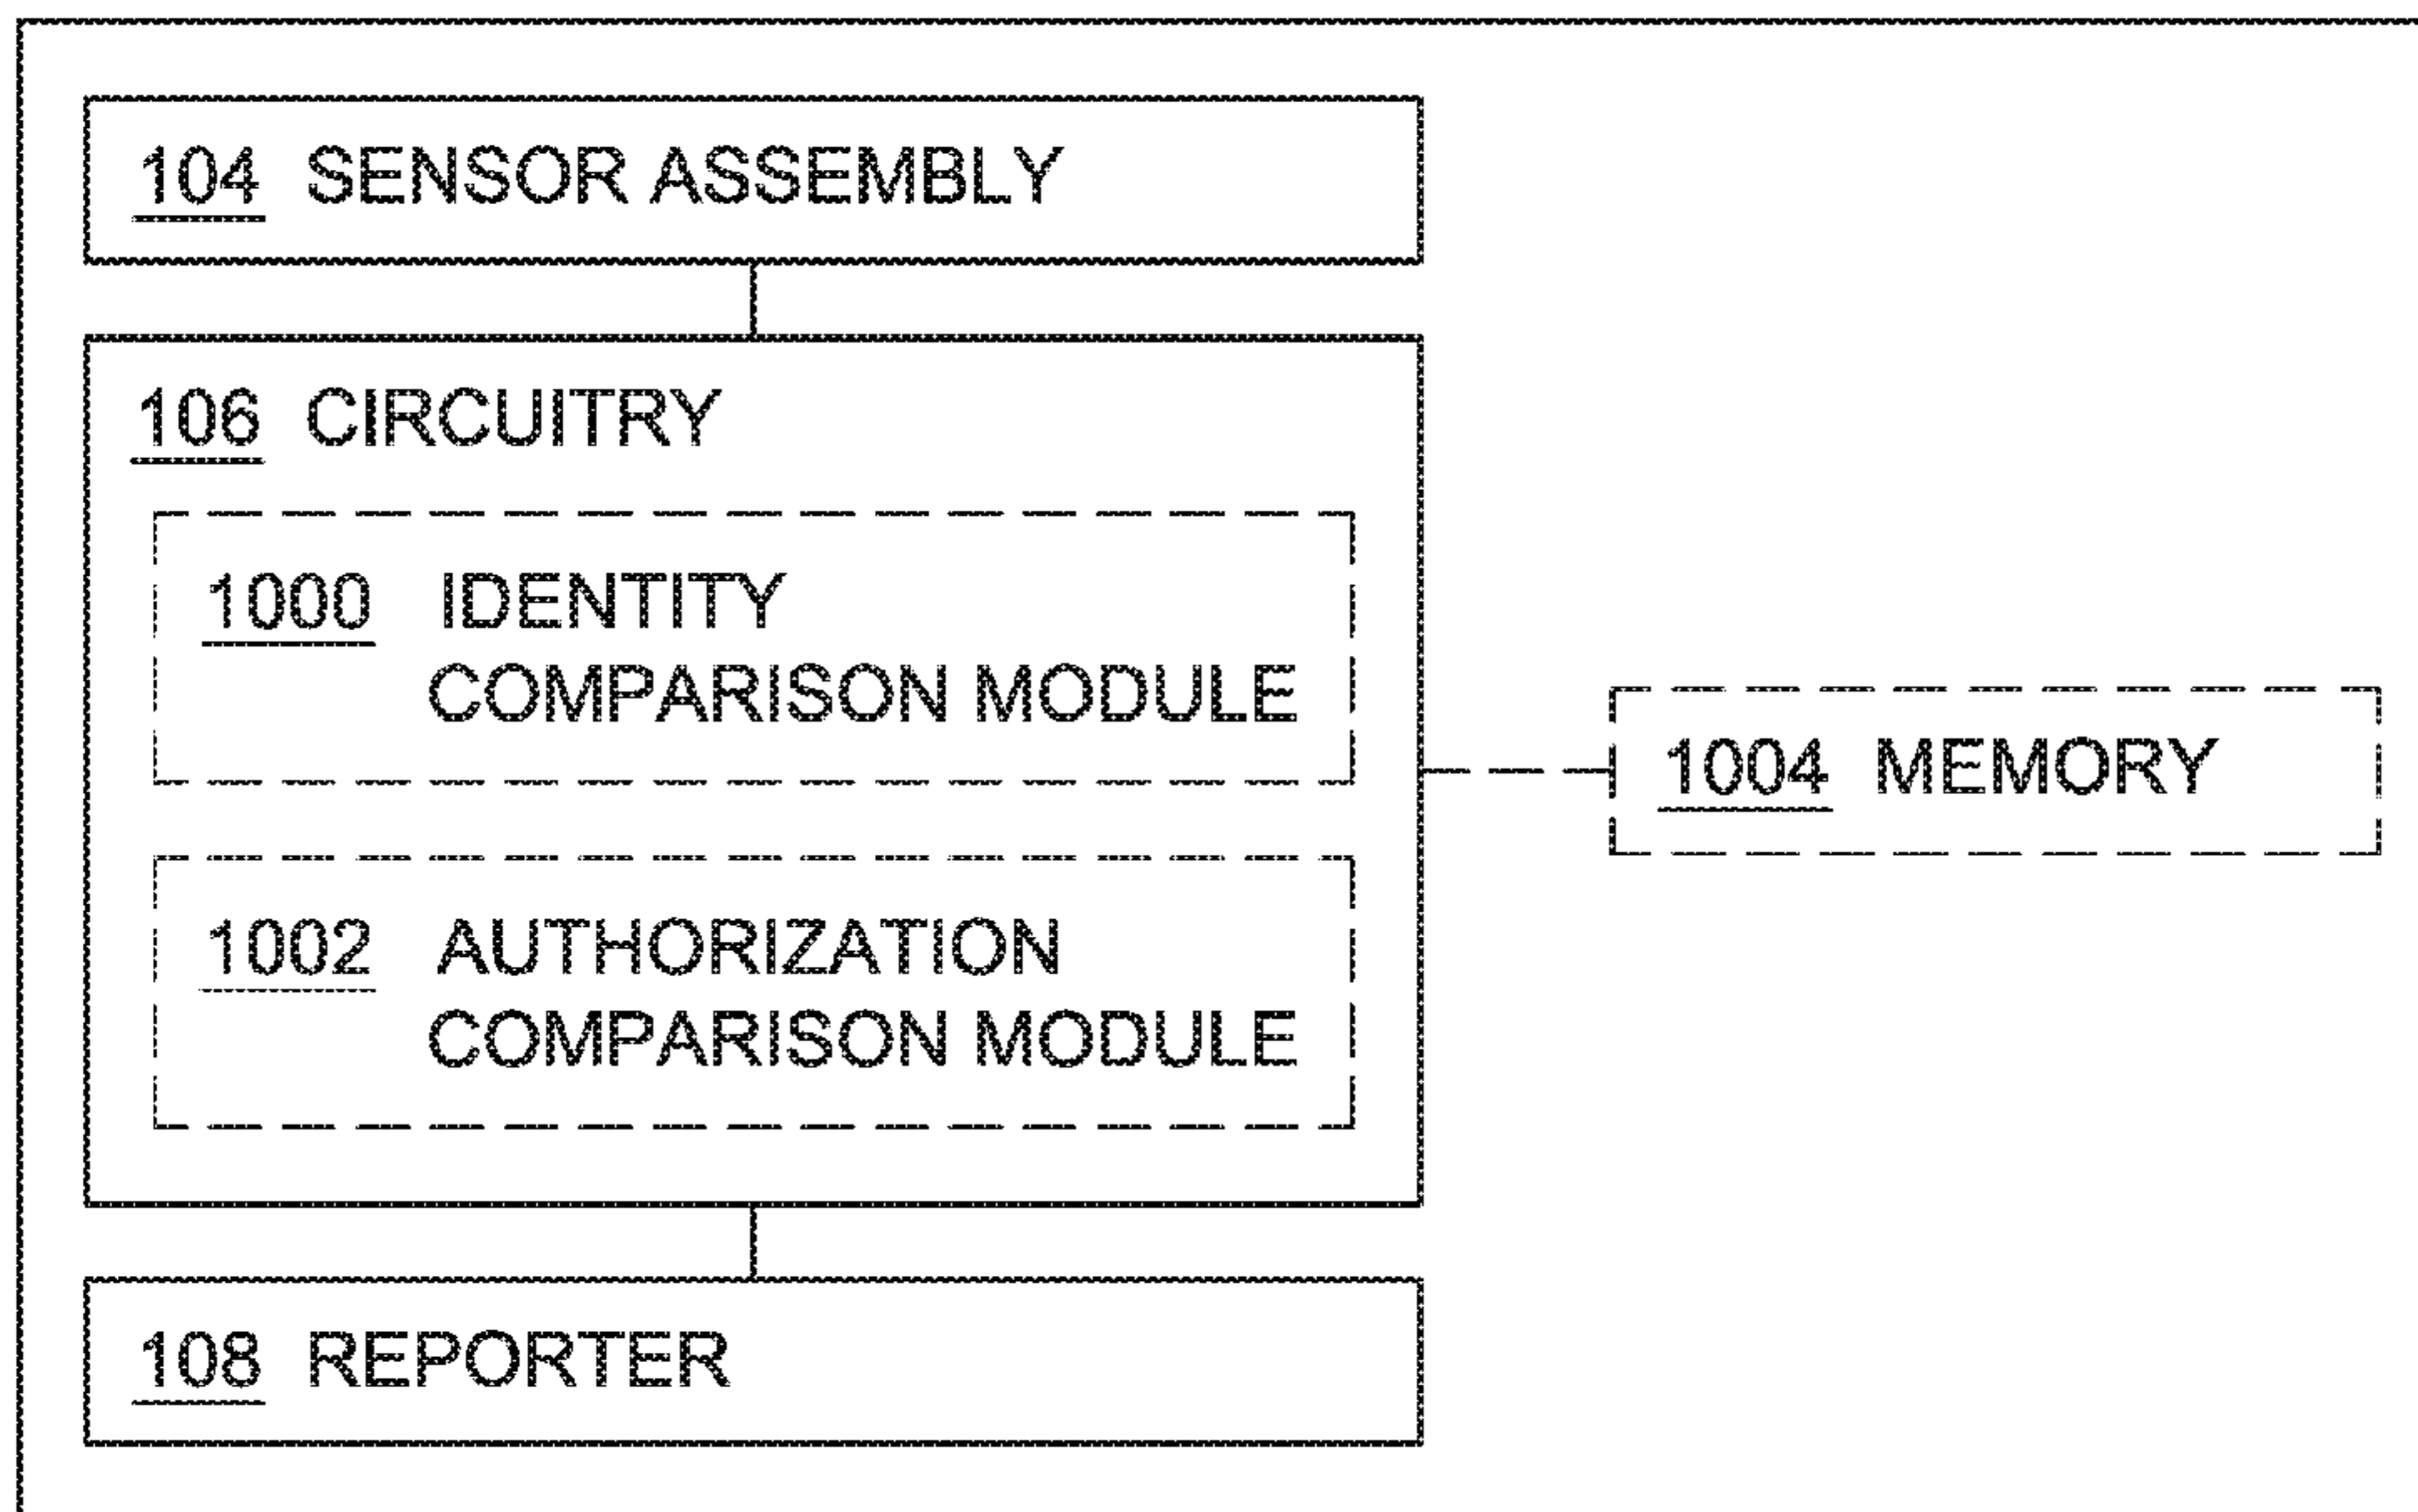 104 SENSOR ASSEMBLY
106 CIRCUITRY
1000 IDENTITY
COMPARISON MODULE
1004 MEMORY
1002 AUTHORIZATION
COMPARISON MODULE
108 REPORTER